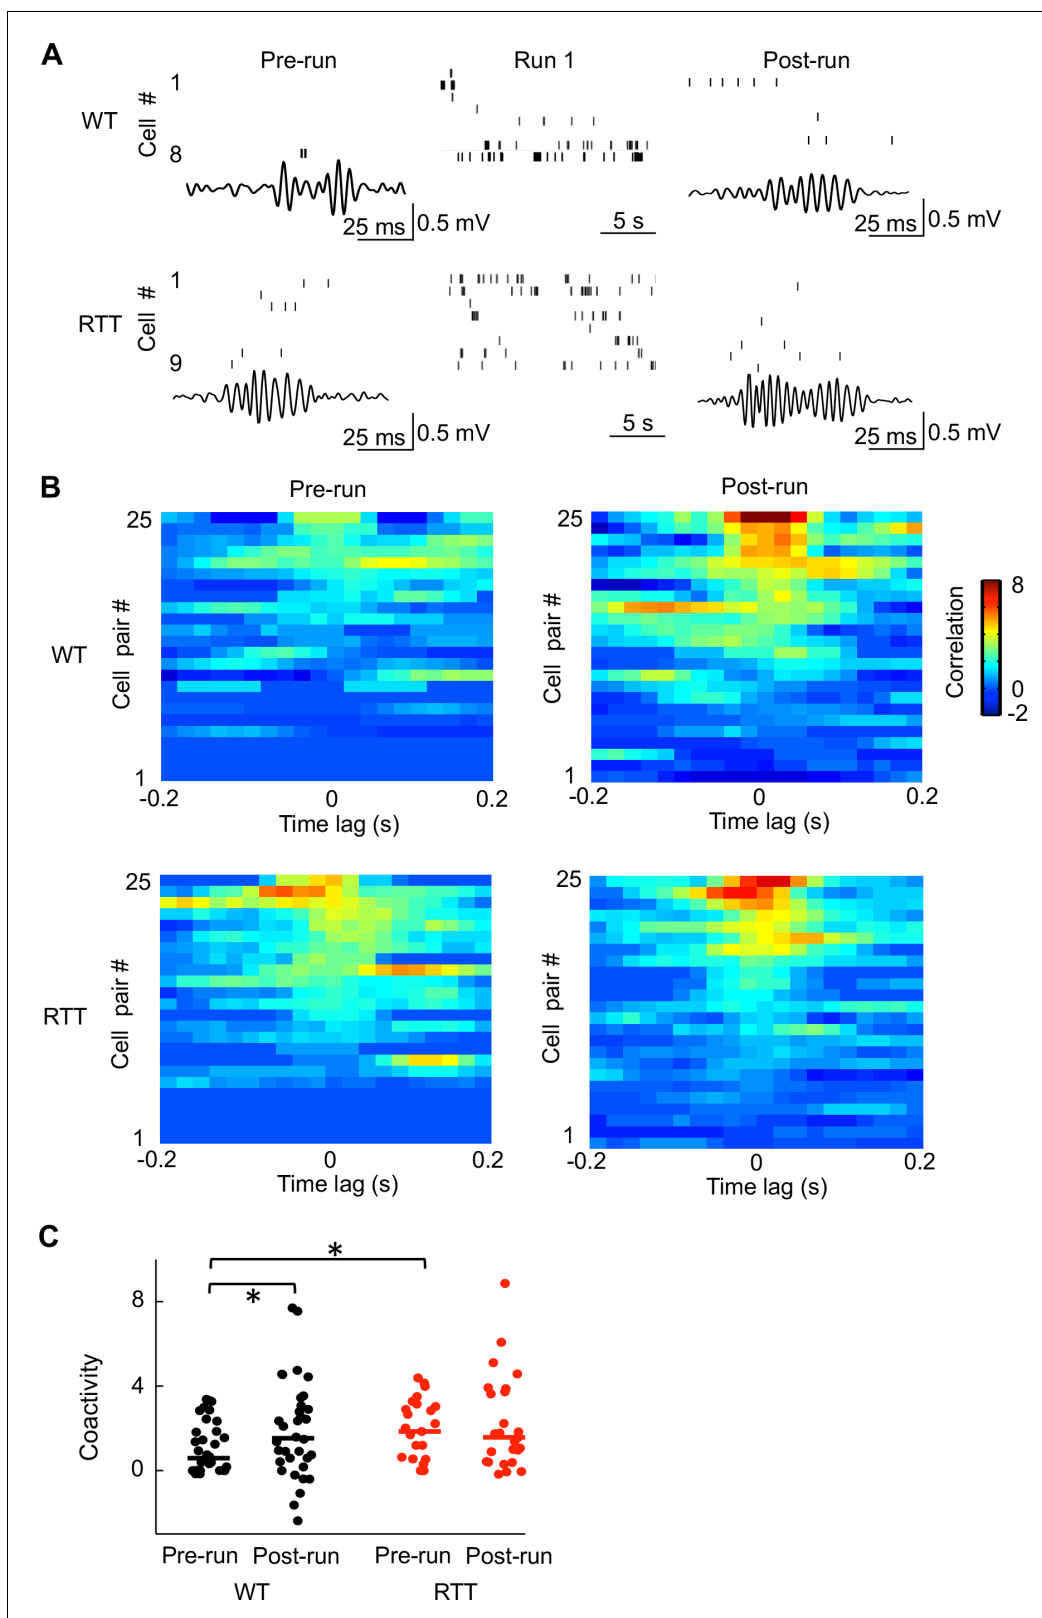 A
Pre-run Run 1 Post-run
WT
Cell #
1
8
25 ms 0.5 mV
5 s
25 ms 0.5 mV
RTT
Cell #
1
9
25 ms 0.5 mV
5 s
25 ms 0.5 mV
B
Pre-run Post-run
WT
Cell pair #
25
1
-0.2 0 0.2
Time lag (s)
Cell pair #
25
1
-0.2 0 0.2
Time lag (s)
Correlation
8
0
-2
RTT
Cell pair #
25
1
-0.2 0 0.2
Time lag (s)
Cell pair #
25
1
-0.2 0 0.2
Time lag (s)
C
*
*
Coactivity
8
4
0
Pre-run Post-run Pre-run Post-run
WT RTT